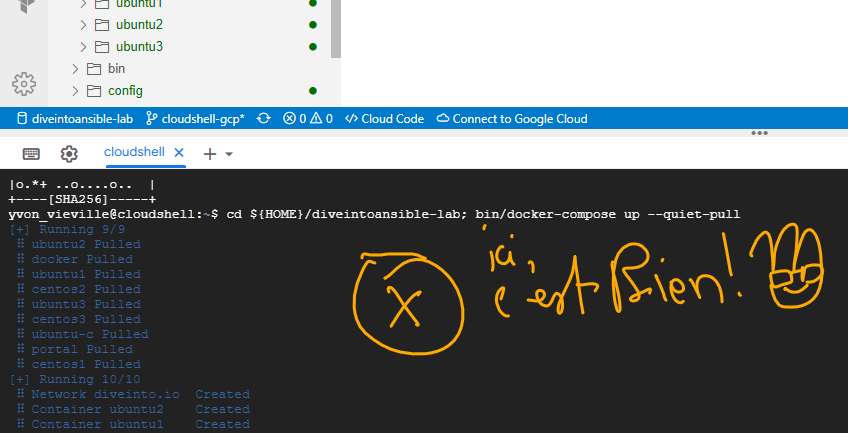 ubuntu1
ubuntu2
ubuntu3
bin
config
diveintoansible-lab cloudshell-gcp* 0 0 Cloud Code Connect to Google Cloud
cloudshell
|o.*+ ..o....o.. |
+----[SHA256]-----+
yvon_vieville@cloudshell:~$ cd ${HOME}/diveintoansible-lab; bin/docker-compose up --quiet-pull
[+] Running 9/9
ubuntu2 Pulled
docker Pulled
ubuntu1 Pulled
centos2 Pulled
ubuntu3 Pulled
centos3 Pulled
ubuntu-c Pulled
portal Pulled
centos1 Pulled
[+] Running 10/10
Network diveinto.io Created
Container ubuntu2 Created
Container ubuntu1 Created
X
ici,
c'est Bien!